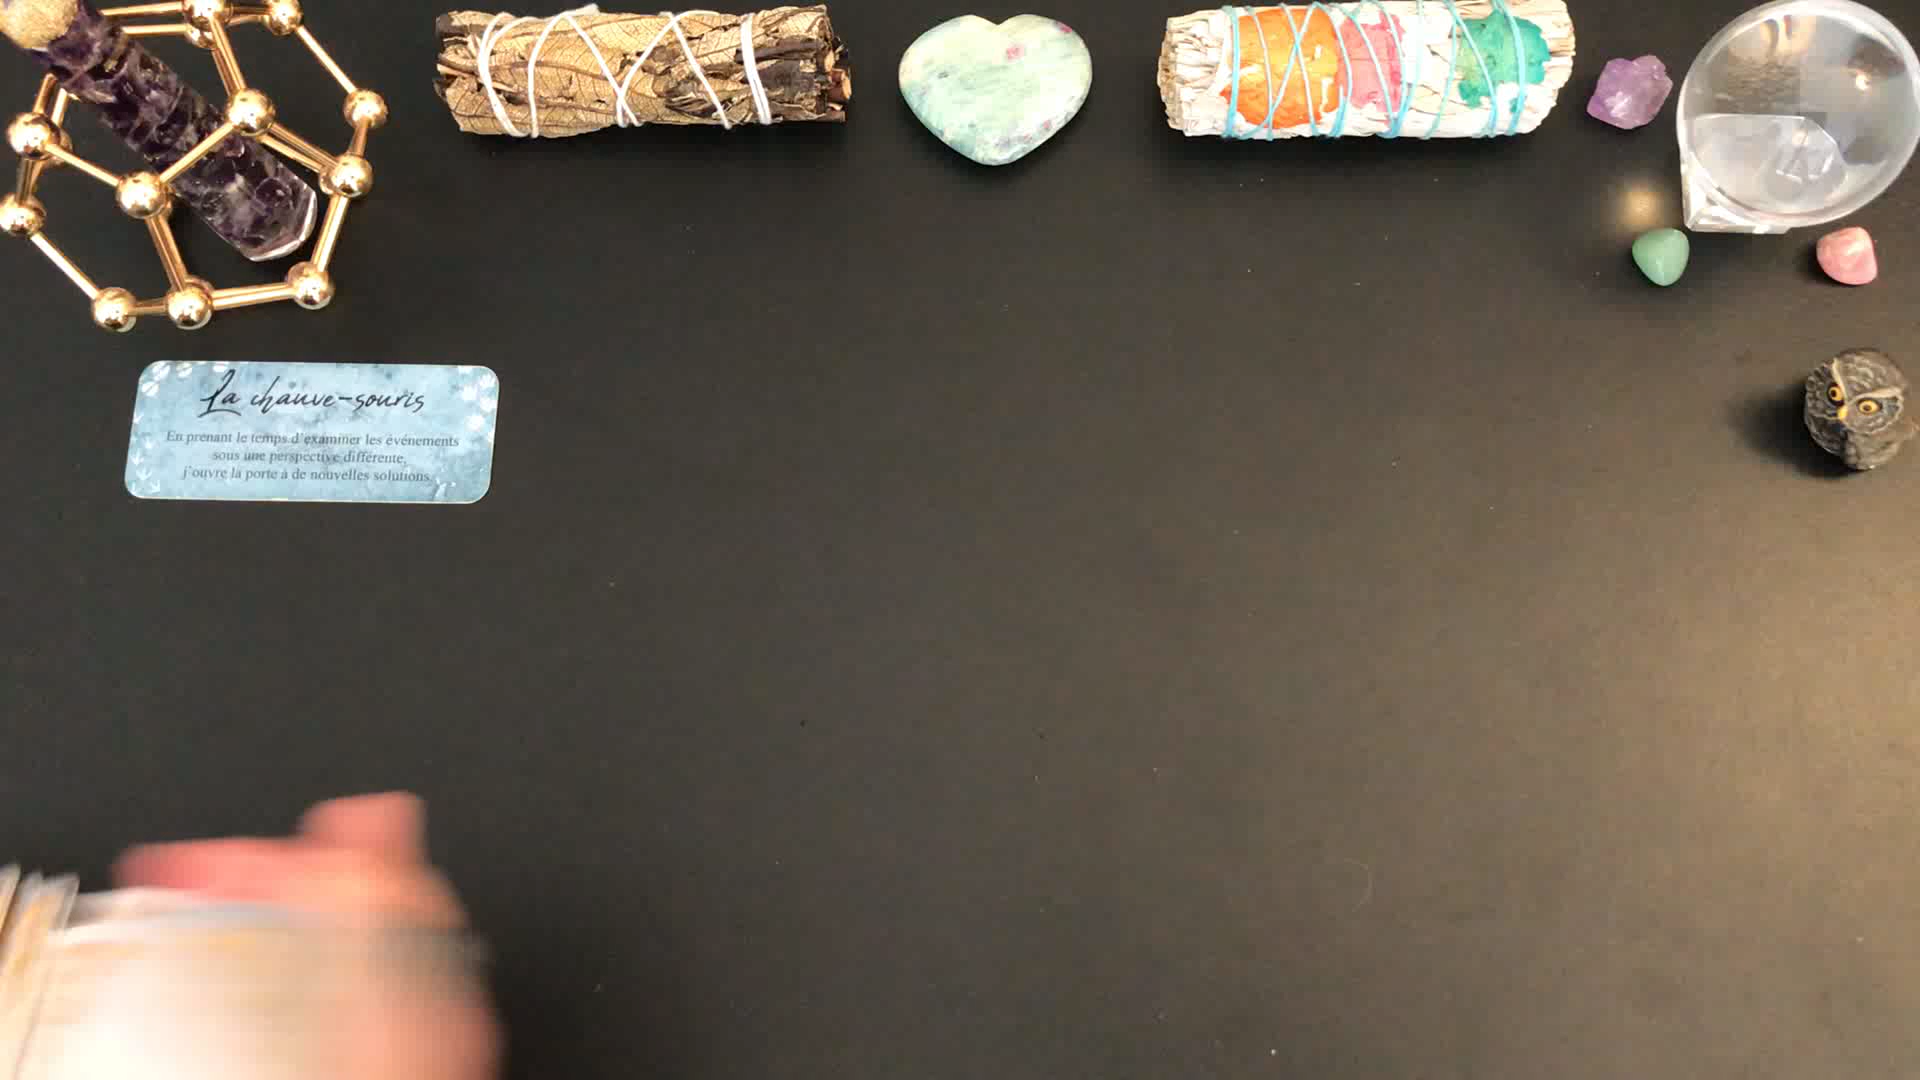 La chauve-souris
En prenant le temps d'examiner les événements
sous une perspective différente,
j'ouvre la porte à de nouvelles solutions.